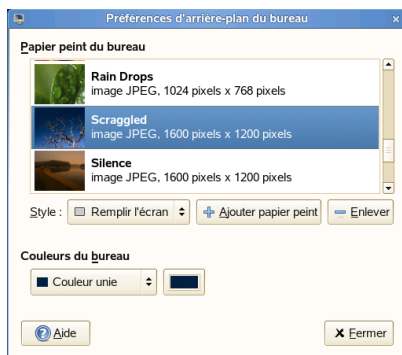 Préférences d'arrière-plan du bureau
Papier peint du bureau
Rain Drops
image JPEG, 1024 pixels x 768 pixels
Scraggled
image JPEG, 1600 pixels x 1200 pixels
Silence
image JPEG, 1600 pixels x 1200 pixels
Style : Remplir l'écran Ajouter papier peint Enlever
Couleurs du bureau
Couleur unie
Aide Fermer